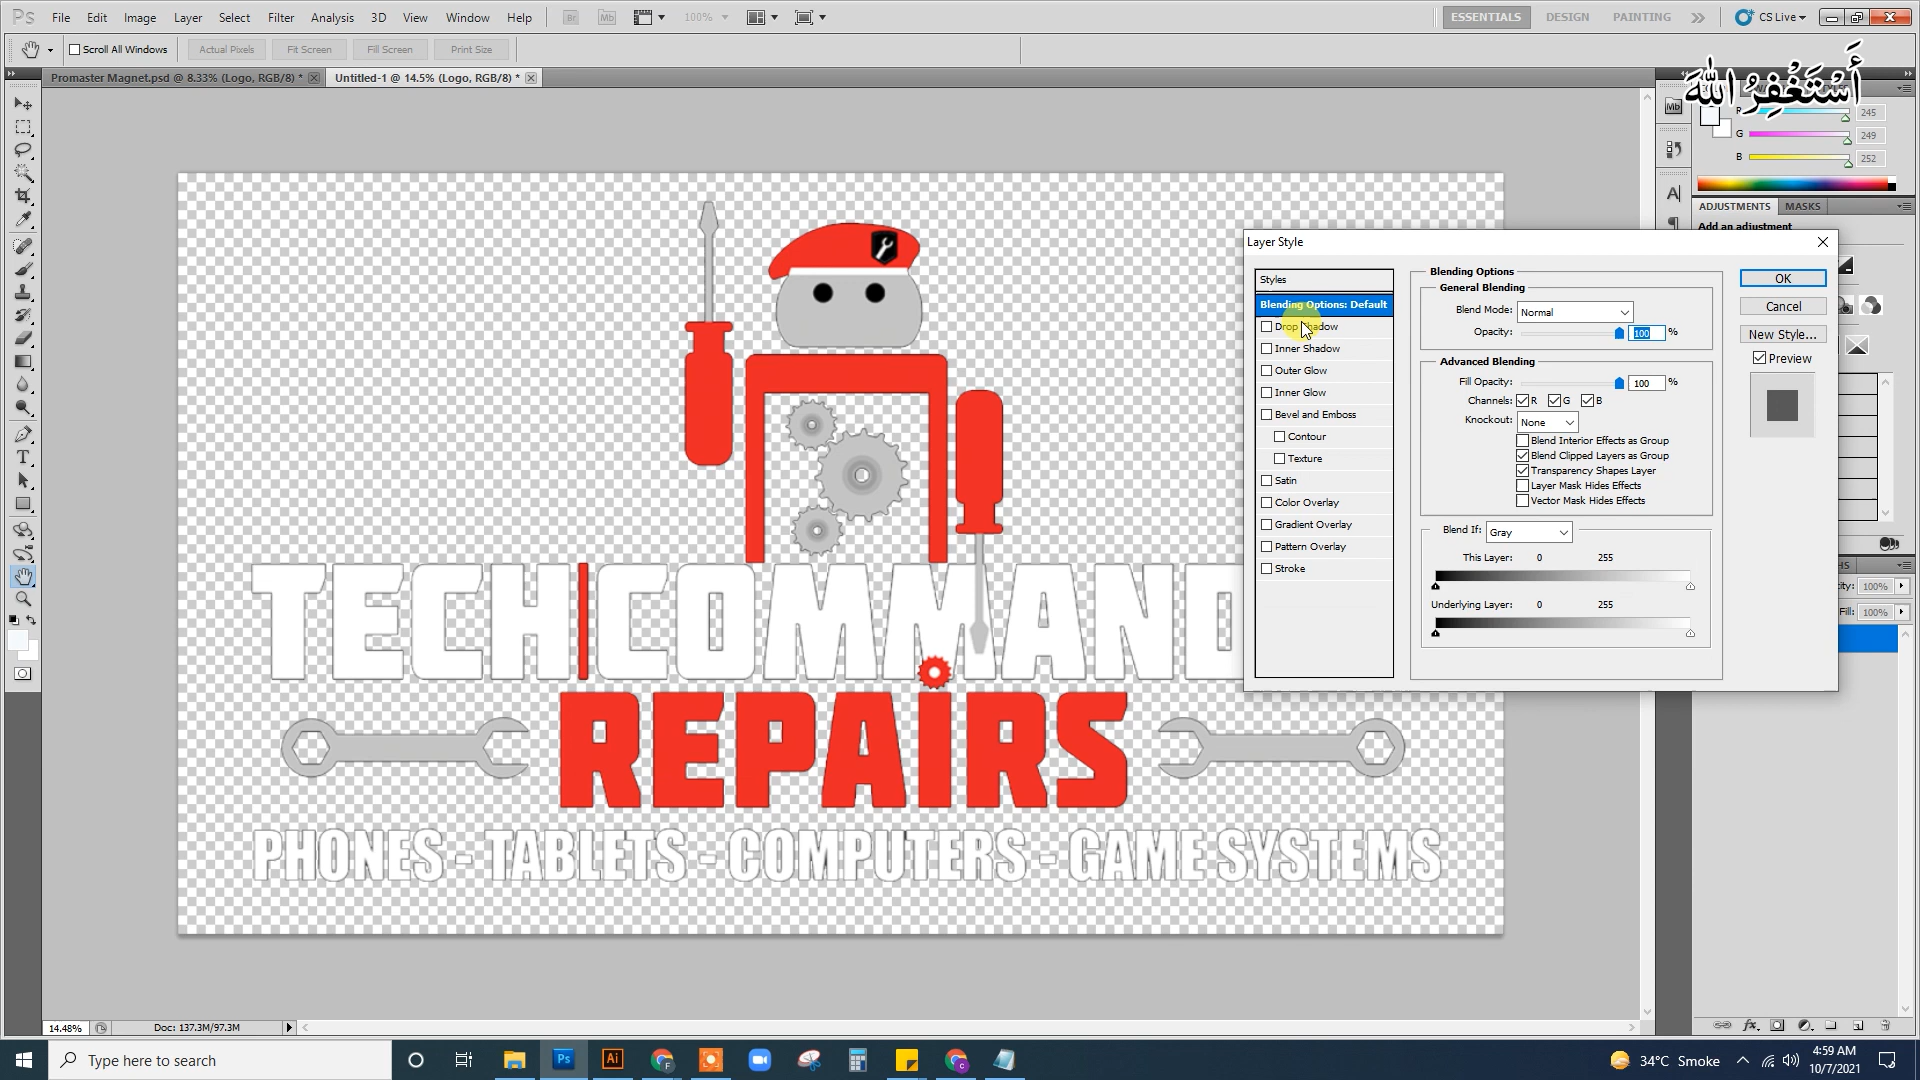 Ps File Edit Image Layer Select Filter Analysis 3D View Window Help Br Mb 100% ESSENTIALS DESIGN PAINTING CS Live
Scroll All Windows Actual Pixels Fit Screen Fill Screen Print Size
Promaster Magnet.psd @ 8.33% (Logo, RGB/8) * Untitled-1 @ 14.5% (Logo, RGB/8) *
أَسْتَغْفِرُ اللّٰهَ
Mb
R 245
G 249
B 252
ADJUSTMENTS MASKS
Add an adjustment
Layer Style
Styles
Blending Options: Default
Drop Shadow
Inner Shadow
Outer Glow
Inner Glow
Bevel and Emboss
Contour
Texture
Satin
Color Overlay
Gradient Overlay
Pattern Overlay
Stroke
Blending Options
General Blending
Blend Mode: Normal
Opacity: 100 %
Advanced Blending
Fill Opacity: 100 %
Channels: R G B
Knockout: None
Blend Interior Effects as Group
Blend Clipped Layers as Group
Transparency Shapes Layer
Layer Mask Hides Effects
Vector Mask Hides Effects
Blend If: Gray
This Layer: 0 255
Underlying Layer: 0 255
OK
Cancel
New Style...
Preview
100%
Fill: 100%
TECH COMMAND
REPAiRS
PHONES - TABLETS - COMPUTERS - GAME SYSTEMS
14.48% Doc: 137.3M/97.3M
Type here to search
34°C Smoke
4:59 AM
10/7/2021